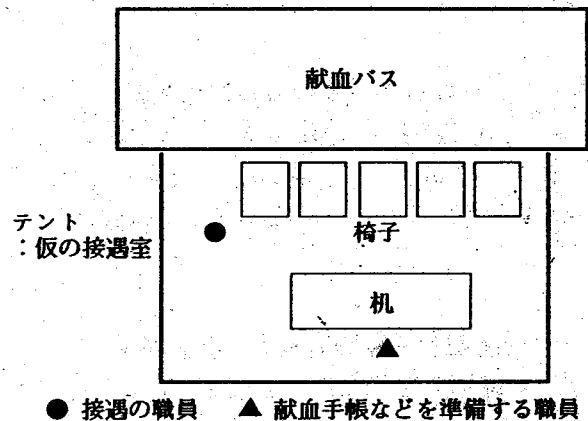 献血バス
テント
:仮の接遇室
椅子
机
● 接遇の職員 ▲ 献血手帳などを準備する職員